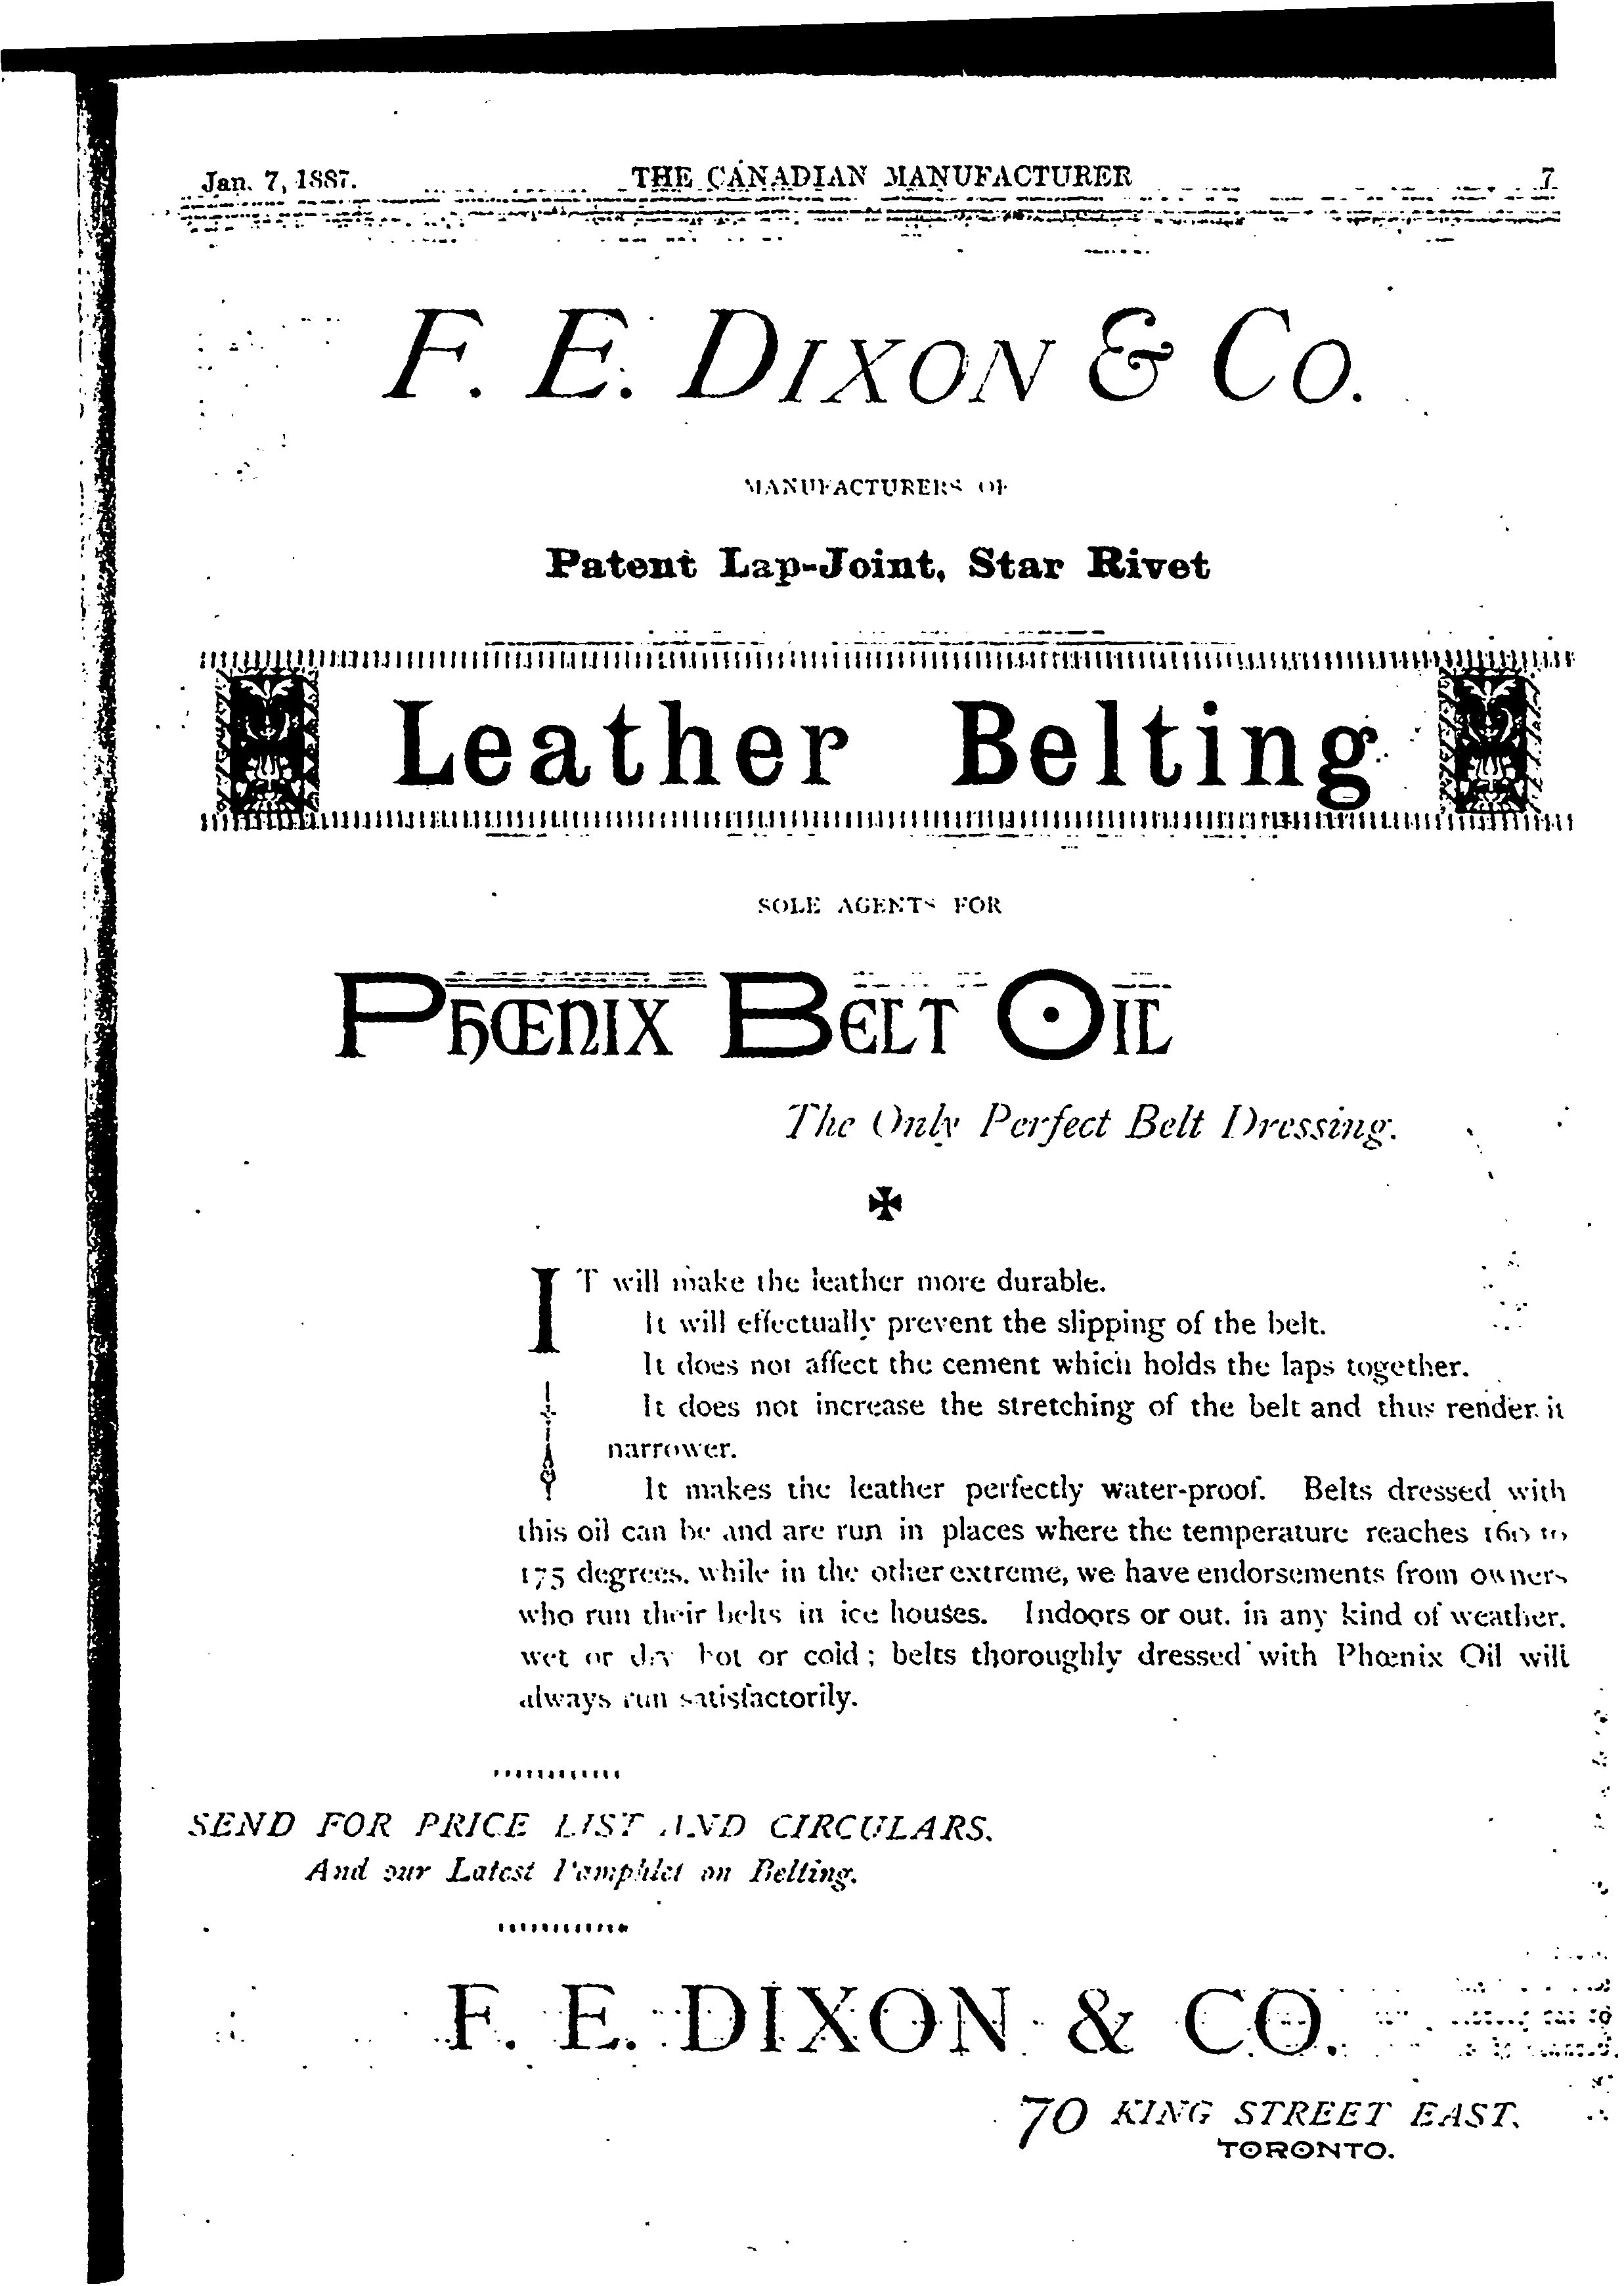 Jan. 7, 1887. THE CANADIAN MANUFACTURER 7
F. E. DIXON & CO.
MANUFACTURERS OF
Patent Lap-Joint, Star Rivet
Leather Belting
SOLE AGENTS FOR
PHŒNIX BELT OIL
The Only Perfect Belt Dressing.
IT will make the leather more durable.
It will effectually prevent the slipping of the belt.
It does not affect the cement which holds the laps together.
It does not increase the stretching of the belt and thus render it
narrower.
It makes the leather perfectly water-proof. Belts dressed with
this oil can be and are run in places where the temperature reaches 160 to
175 degrees, while in the other extreme, we have endorsements from owners
who run their belts in ice houses. Indoors or out, in any kind of weather,
wet or dry hot or cold; belts thoroughly dressed with Phœnix Oil will
always run satisfactorily.
SEND FOR PRICE LIST AND CIRCULARS.
And our Latest Pamphlet on Belting.
F. E. DIXON & CO.
70 KING STREET EAST,
TORONTO.